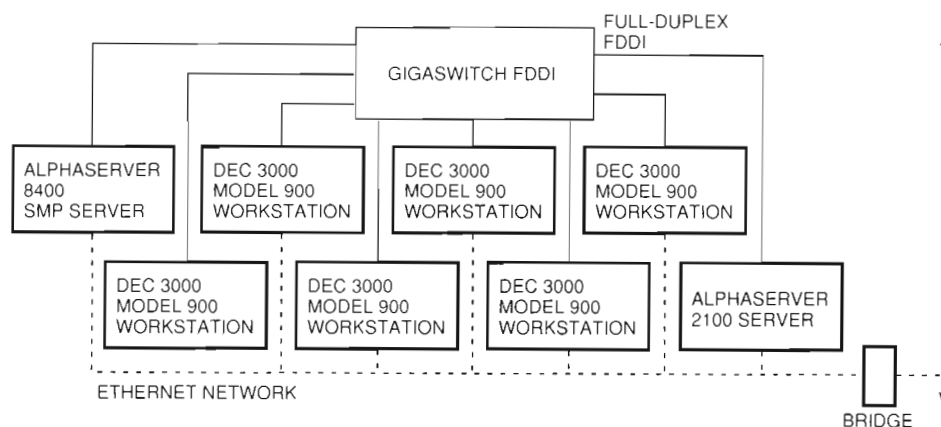 FULL-DUPLEX
FDDI
GIGASWITCH FDDI
ALPHASERVER
8400
SMP SERVER
DEC 3000
MODEL 900
WORKSTATION
DEC 3000
MODEL 900
WORKSTATION
DEC 3000
MODEL 900
WORKSTATION
DEC 3000
MODEL 900
WORKSTATION
DEC 3000
MODEL 900
WORKSTATION
DEC 3000
MODEL 900
WORKSTATION
ALPHASERVER
2100 SERVER
ETHERNET NETWORK
BRIDGE